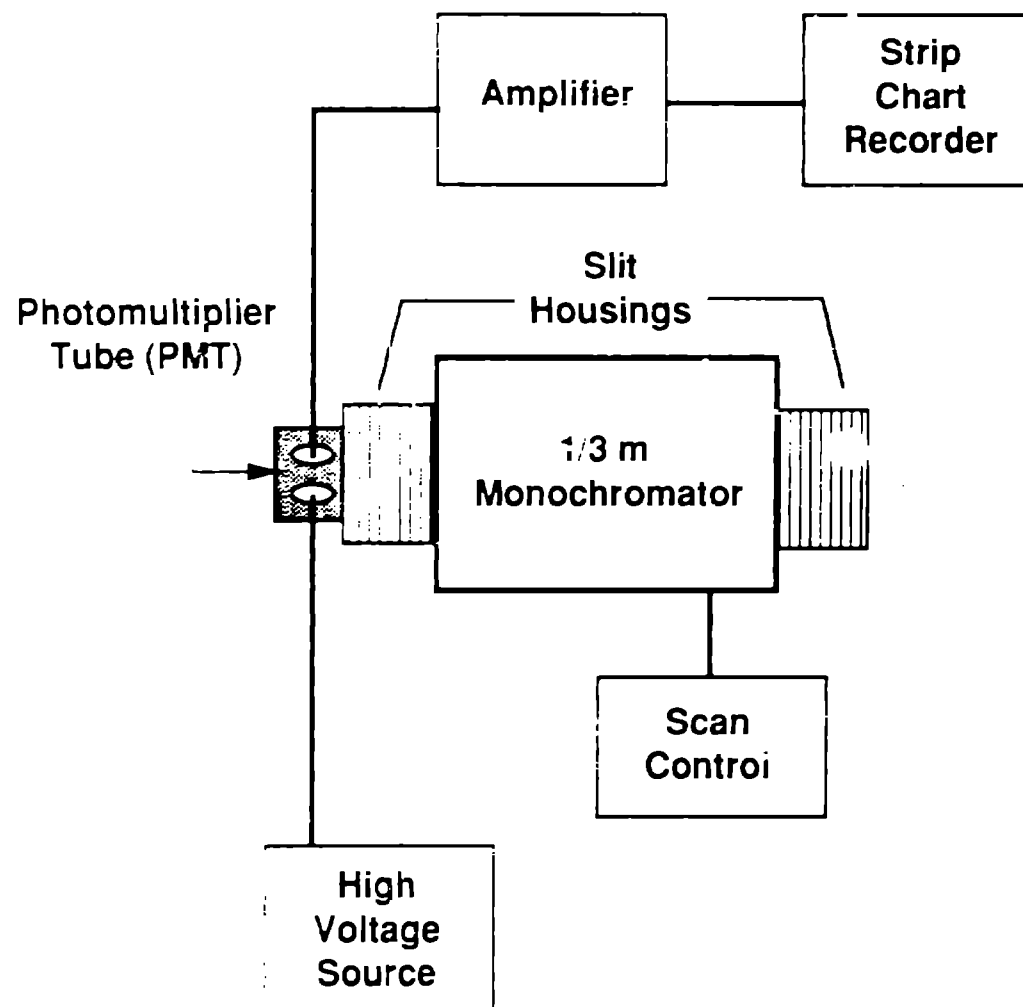 Amplifier
Strip
Chart
Recorder
Slit
Housings
Photomultiplier
Tube (PMT)
1/3 m
Monochromator
Scan
Control
High
Voltage
Source